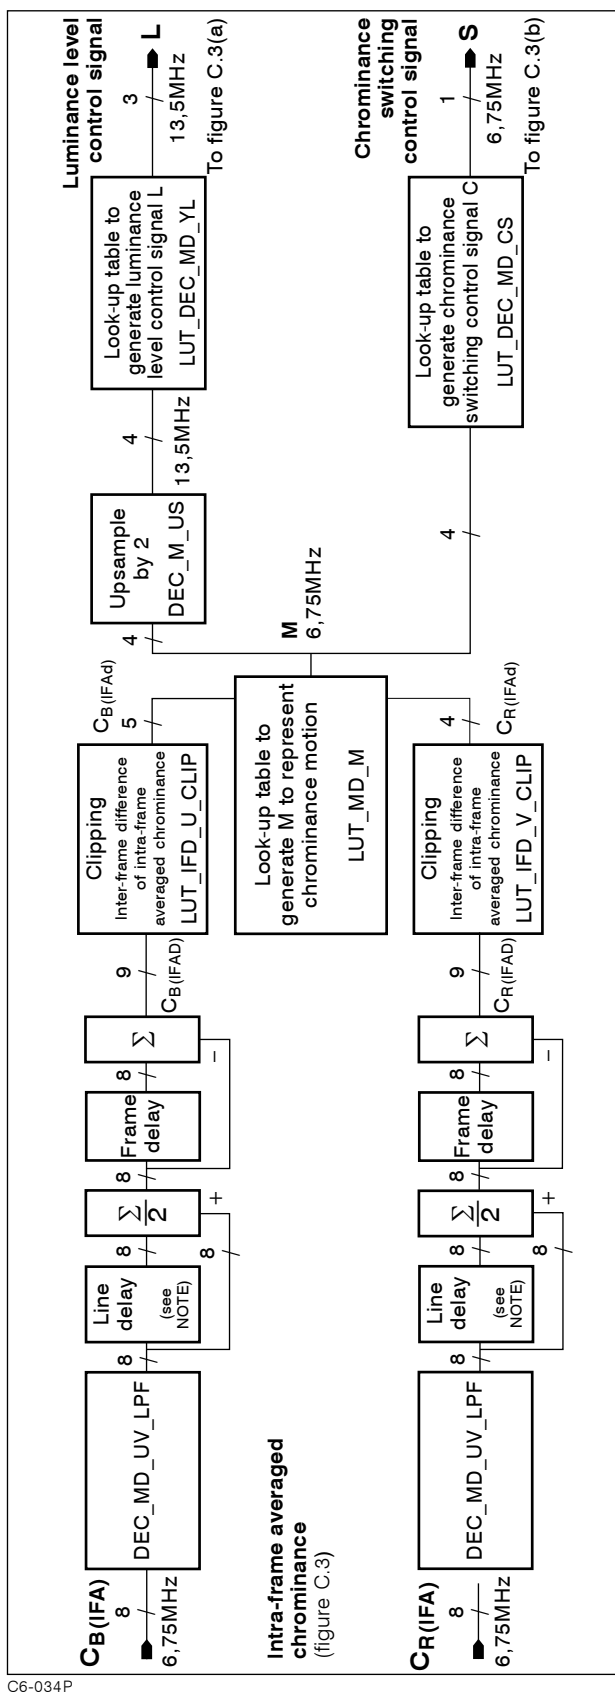 C_B(IFA)
8
6,75MHz
DEC_MD_UV_LPF
8
Line
delay
(see
NOTE)
8
8
+
Σ
2
8
Frame
delay
8
–
Σ
9
C_B(IFAD)
Clipping
Inter-frame difference
of intra-frame
averaged chrominance
LUT_IFD_U_CLIP
5
C_B(IFAd)
4
Upsample
by 2
DEC_M_US
4
13,5MHz
Look-up table to
generate luminance
level control signal L
LUT_DEC_MD_YL
Luminance level
control signal
3
13,5MHz
L
To figure C.3(a)
Intra-frame averaged
chrominance
(figure C.3)
Look-up table to
generate M to represent
chrominance motion
LUT_MD_M
M
6,75MHz
C_R(IFA)
8
6,75MHz
DEC_MD_UV_LPF
8
Line
delay
(see
NOTE)
8
8
+
Σ
2
8
Frame
delay
8
–
Σ
9
C_R(IFAD)
Clipping
Inter-frame difference
of intra-frame
averaged chrominance
LUT_IFD_V_CLIP
4
C_R(IFAd)
4
Look-up table to
generate chrominance
switching control signal C
LUT_DEC_MD_CS
Chrominance
switching
control signal
1
6,75MHz
S
To figure C.3(b)
C6-034P